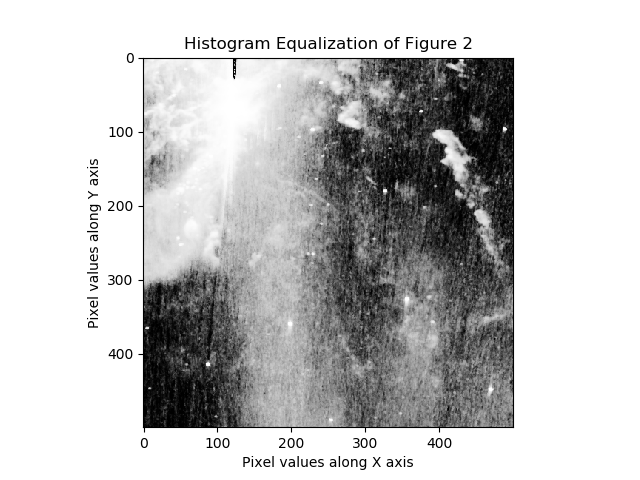 Histogram Equalization of Figure 2
0
100
200
300
400
Pixel values along Y axis
0 100 200 300 400
Pixel values along X axis